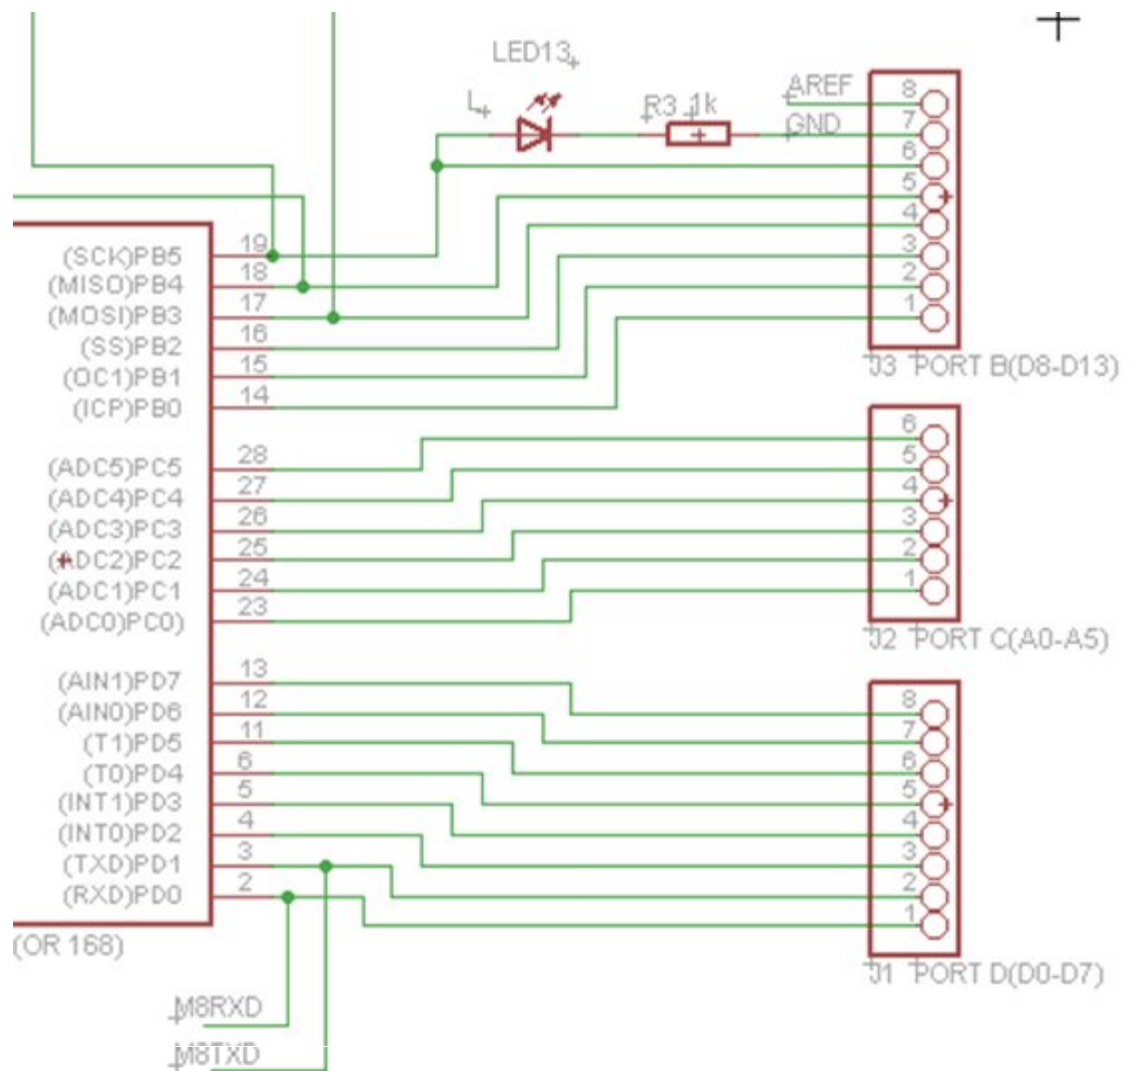 LED13
L
R3 1k
AREF
GND
8
7
6
5
4
3
2
1
J3 PORT B(D8-D13)
(SCK)PB5 19
(MISO)PB4 18
(MOSI)PB3 17
(SS)PB2 16
(OC1)PB1 15
(ICP)PB0 14
(ADC5)PC5 28
(ADC4)PC4 27
(ADC3)PC3 26
(ADC2)PC2 25
(ADC1)PC1 24
(ADC0)PC0) 23
6
5
4
3
2
1
J2 PORT C(A0-A5)
(AIN1)PD7 13
(AIN0)PD6 12
(T1)PD5 11
(T0)PD4 6
(INT1)PD3 5
(INT0)PD2 4
(TXD)PD1 3
(RXD)PD0 2
8
7
6
5
4
3
2
1
J1 PORT D(D0-D7)
(OR 168)
M8RXD
M8TXD